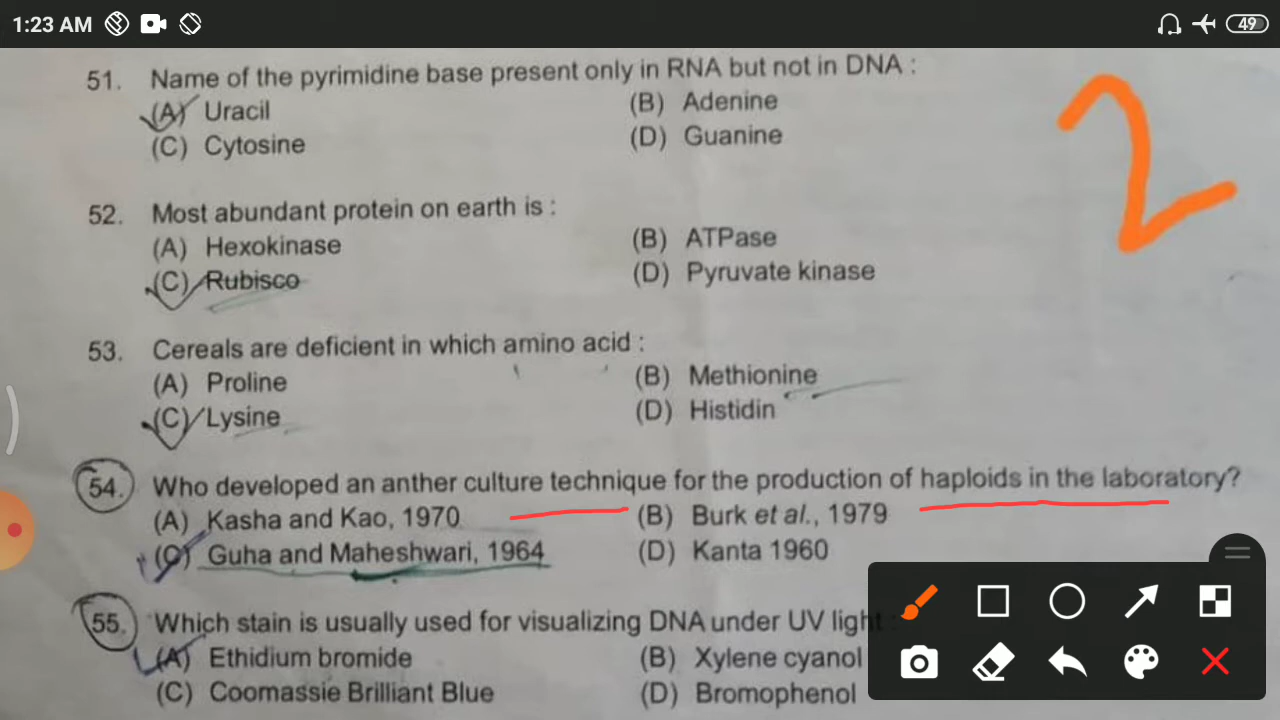 1:23 AM 49
51. Name of the pyrimidine base present only in RNA but not in DNA :
(A) Uracil (B) Adenine
(C) Cytosine (D) Guanine
2
52. Most abundant protein on earth is :
(A) Hexokinase (B) ATPase
(C) Rubisco (D) Pyruvate kinase
53. Cereals are deficient in which amino acid :
(A) Proline (B) Methionine
(C) Lysine (D) Histidin
54. Who developed an anther culture technique for the production of haploids in the laboratory?
(A) Kasha and Kao, 1970 (B) Burk et al., 1979
(C) Guha and Maheshwari, 1964 (D) Kanta 1960
55. Which stain is usually used for visualizing DNA under UV light :
(A) Ethidium bromide (B) Xylene cyanol
(C) Coomassie Brilliant Blue (D) Bromophenol